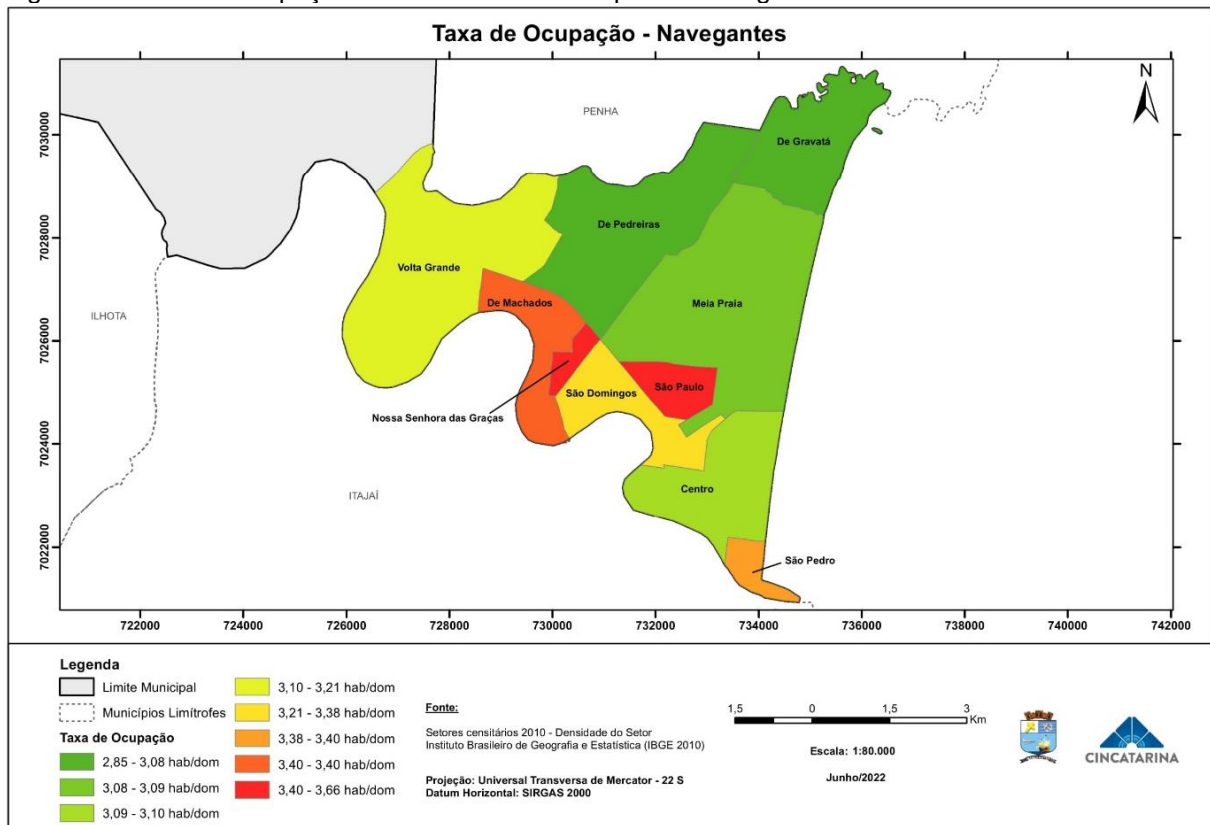 Taxa de Ocupação - Navegantes
N
PENHA
De Gravatá
De Pedreiras
Volta Grande
Meia Praia
De Machados
ILHOTA
São Paulo
São Domingos
Nossa Senhora das Graças
ITAJAÍ
Centro
São Pedro
7030000
7028000
7026000
7024000
7022000
722000 724000 726000 728000 730000 732000 734000 736000 738000 740000 742000
Legenda
Limite Municipal
Municípios Limítrofes
Taxa de Ocupação
2,85 - 3,08 hab/dom
3,08 - 3,09 hab/dom
3,09 - 3,10 hab/dom
3,10 - 3,21 hab/dom
3,21 - 3,38 hab/dom
3,38 - 3,40 hab/dom
3,40 - 3,40 hab/dom
3,40 - 3,66 hab/dom
Fonte:
Setores censitários 2010 - Densidade do Setor
Instituto Brasileiro de Geografia e Estatística (IBGE 2010)
Projeção: Universal Transversa de Mercator - 22 S
Datum Horizontal: SIRGAS 2000
1,5 0 1,5 3
Km
Escala: 1:80.000
Junho/2022
CINCATARINA